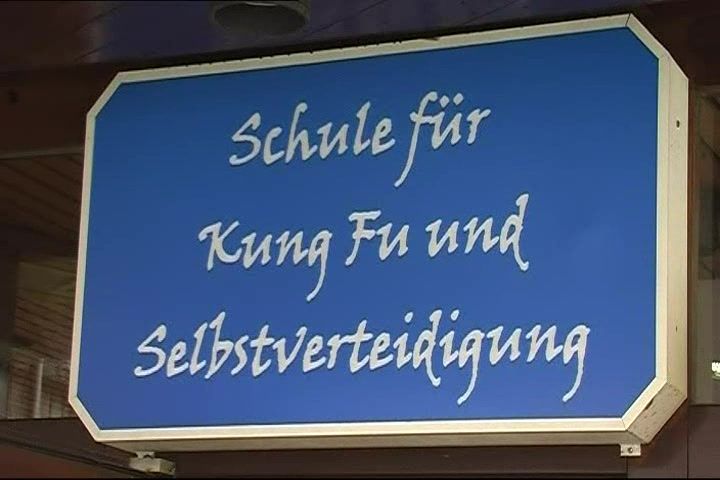 Schule für
Kung Fu und
Selbstverteidigung